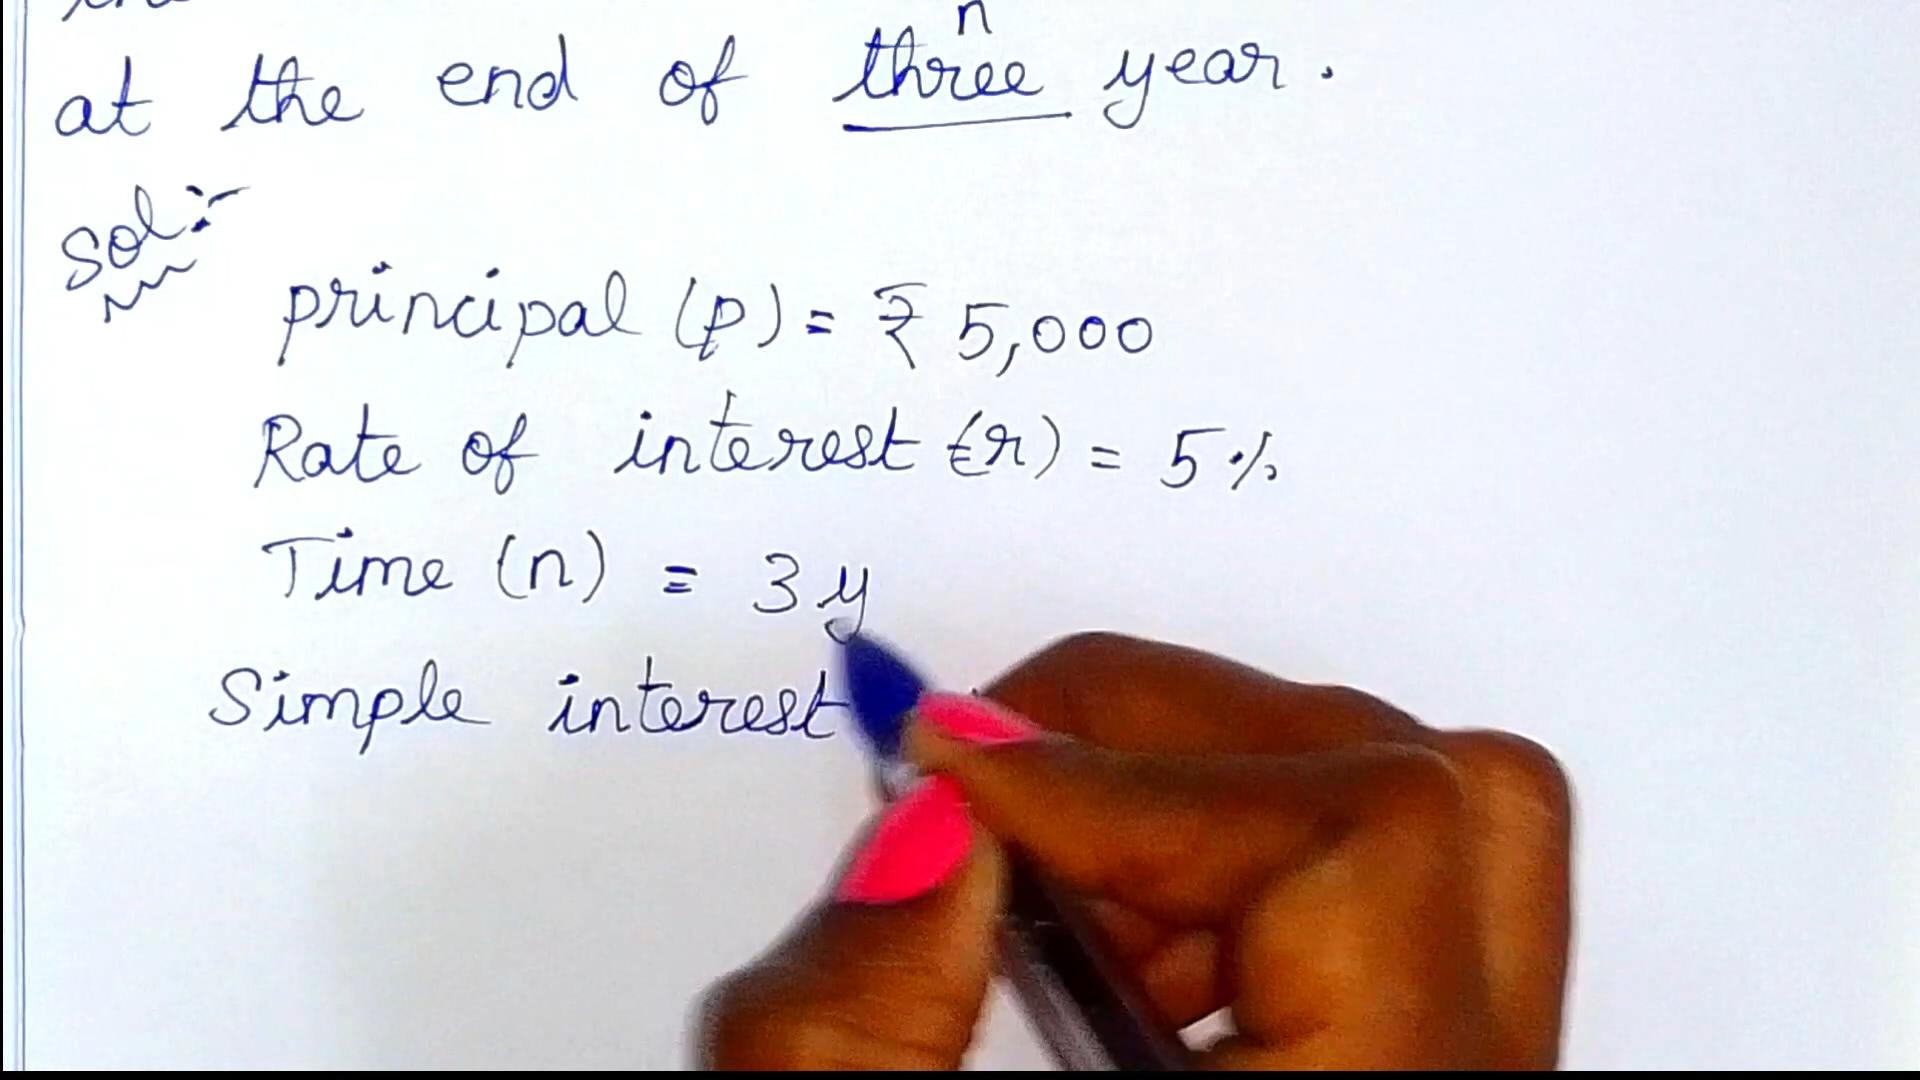 n
at the end of three year.
Sol:-
principal (p) = ₹ 5,000
Rate of interest (r) = 5%
Time (n) = 3 y
Simple interest